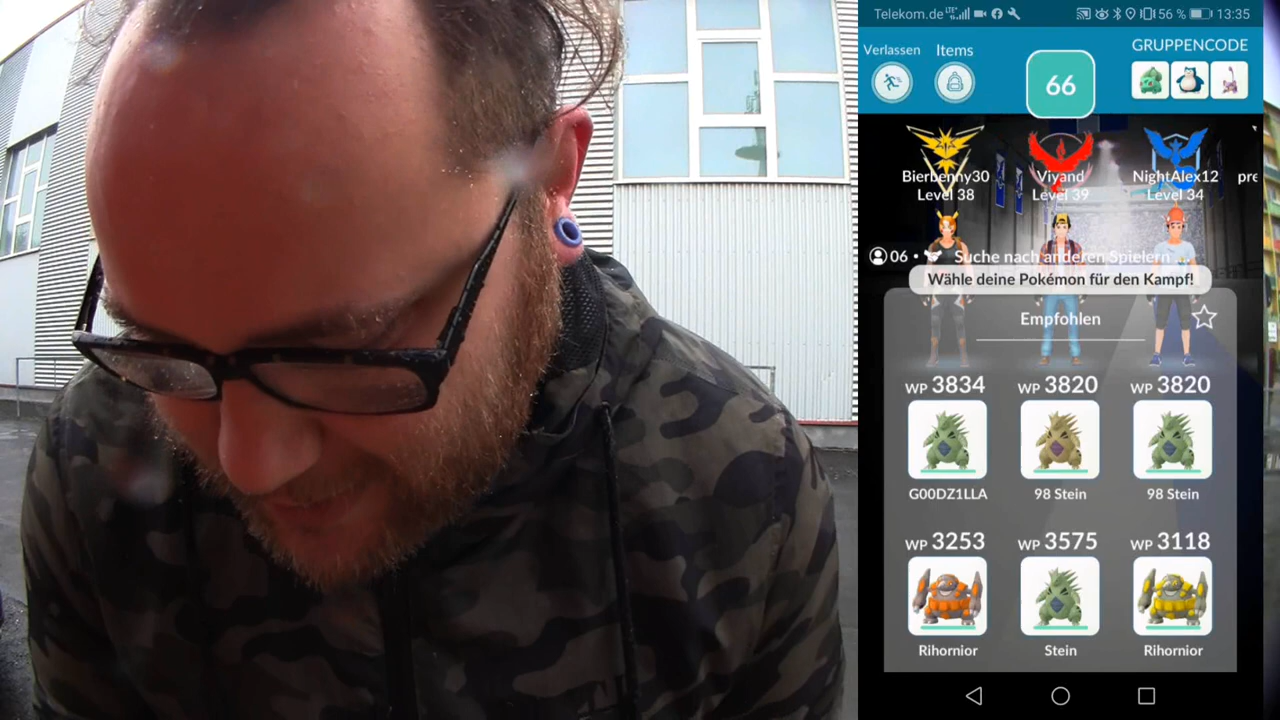 Telekom.de
56 %
13:35
Verlassen
Items
66
GRUPPENCODE
Bierbenny30
Level 38
Viyand
Level 39
NightAlex12
Level 34
pre
06 •
Suche nach anderen Spielern ...
Wähle deine Pokémon für den Kampf!
Empfohlen
WP 3834
WP 3820
WP 3820
G00DZ1LLA
98 Stein
98 Stein
WP 3253
WP 3575
WP 3118
Rihornior
Stein
Rihornior